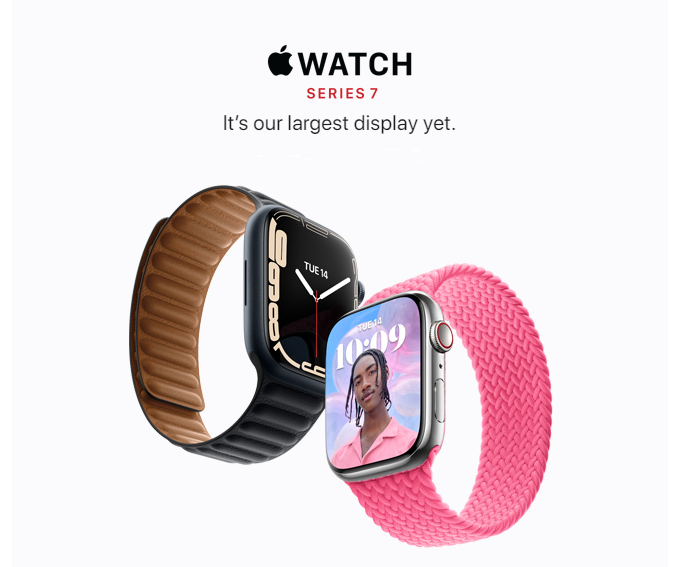 WATCH
SERIES 7
It's our largest display yet.
TUE 14
TUE 14
10:09